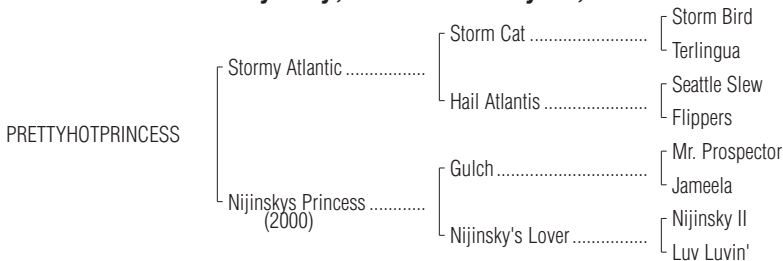 Storm Bird
Storm Cat ....................
Terlingua
Stormy Atlantic ................
Seattle Slew
Hail Atlantis ....................
Flippers
PRETTYHOTPRINCESS
Mr. Prospector
Gulch .............................
Jameela
Nijinskys Princess ...........
(2000)
Nijinsky II
Nijinsky's Lover ...............
Luv Luvin'